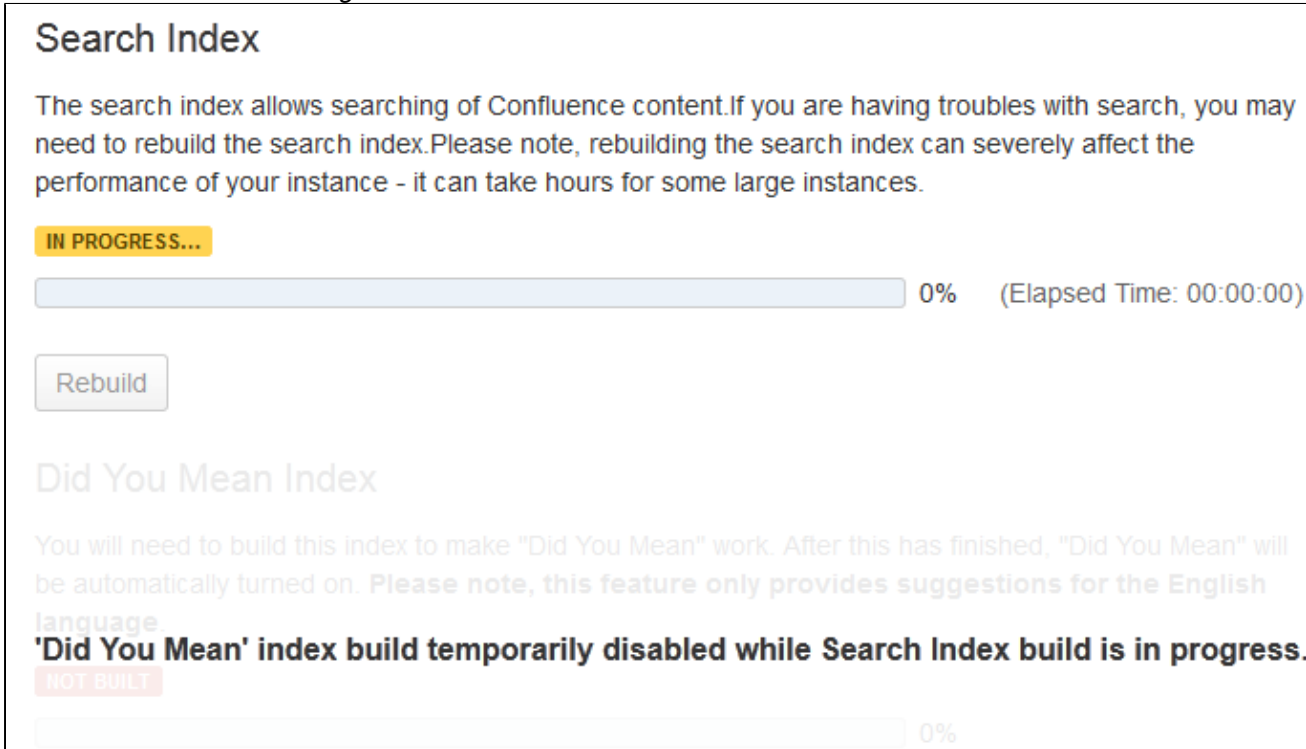 Search Index
The search index allows searching of Confluence content.If you are having troubles with search, you may
need to rebuild the search index.Please note, rebuilding the search index can severely affect the
performance of your instance - it can take hours for some large instances.
IN PROGRESS...
0% (Elapsed Time: 00:00:00)
Rebuild
Did You Mean Index
You will need to build this index to make "Did You Mean" work. After this has finished, "Did You Mean" will
be automatically turned on. Please note, this feature only provides suggestions for the English
language.
'Did You Mean' index build temporarily disabled while Search Index build is in progress.
NOT BUILT
0%